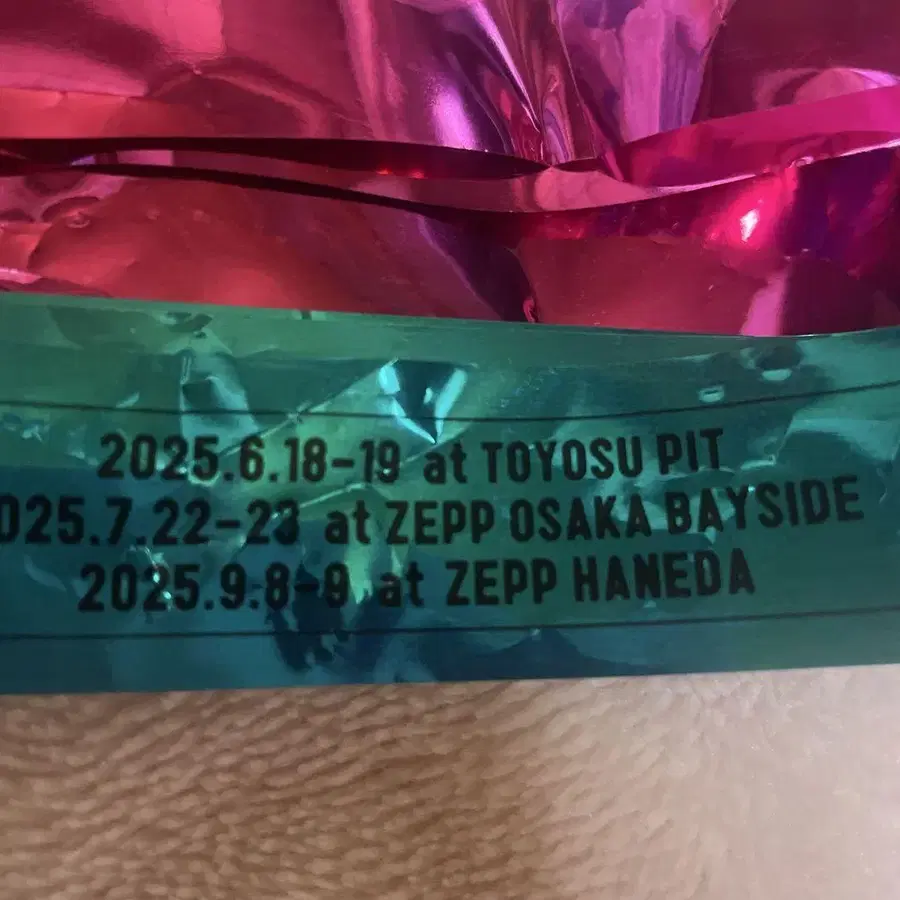 2025.6.18-19 at TOYOSU PIT
025.7.22-23 at ZEPP OSAKA BAYSIDE
2025.9.8-9 at ZEPP HANEDA